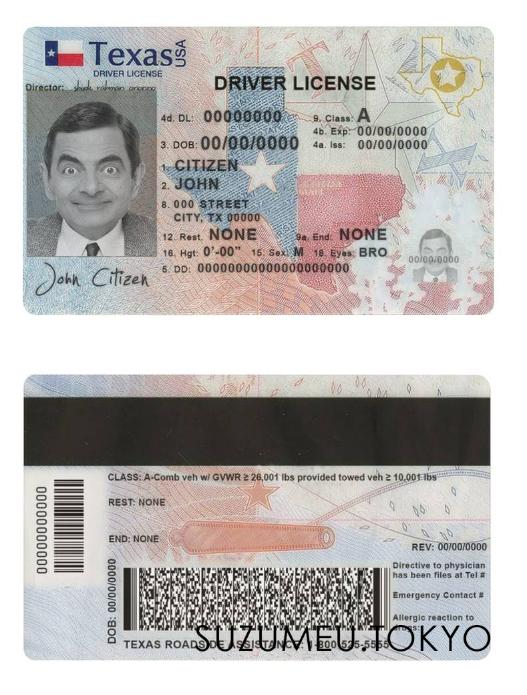 Texas USA
DRIVER LICENSE
DRIVER LICENSE
Director:
4d. DL: 00000000
9. Class: A
4b. Exp: 00/00/0000
3. DOB: 00/00/0000
4a. Iss: 00/00/0000
1. CITIZEN
2. JOHN
8. 000 STREET
CITY, TX 00000
12. Rest. NONE 9a. End: NONE
16. Hgt: 0'-00" 15. Sex: M 18. Eyes: BRO
5. DD: 00000000000000000000
00/00/0000
John Citizen
CLASS: A-Comb veh w/ GVWR ≥ 26,001 lbs provided towed veh ≥ 10,001 lbs
REST: NONE
END: NONE
00000000000
REV: 00/00/0000
Directive to physician
has been files at Tel #
Emergency Contact #
Allergic reaction to
DOB: 00/00/0000
TEXAS ROADSIDE ASSISTANCE: 1-800-525-5555
SUZUMEU.TOKYO